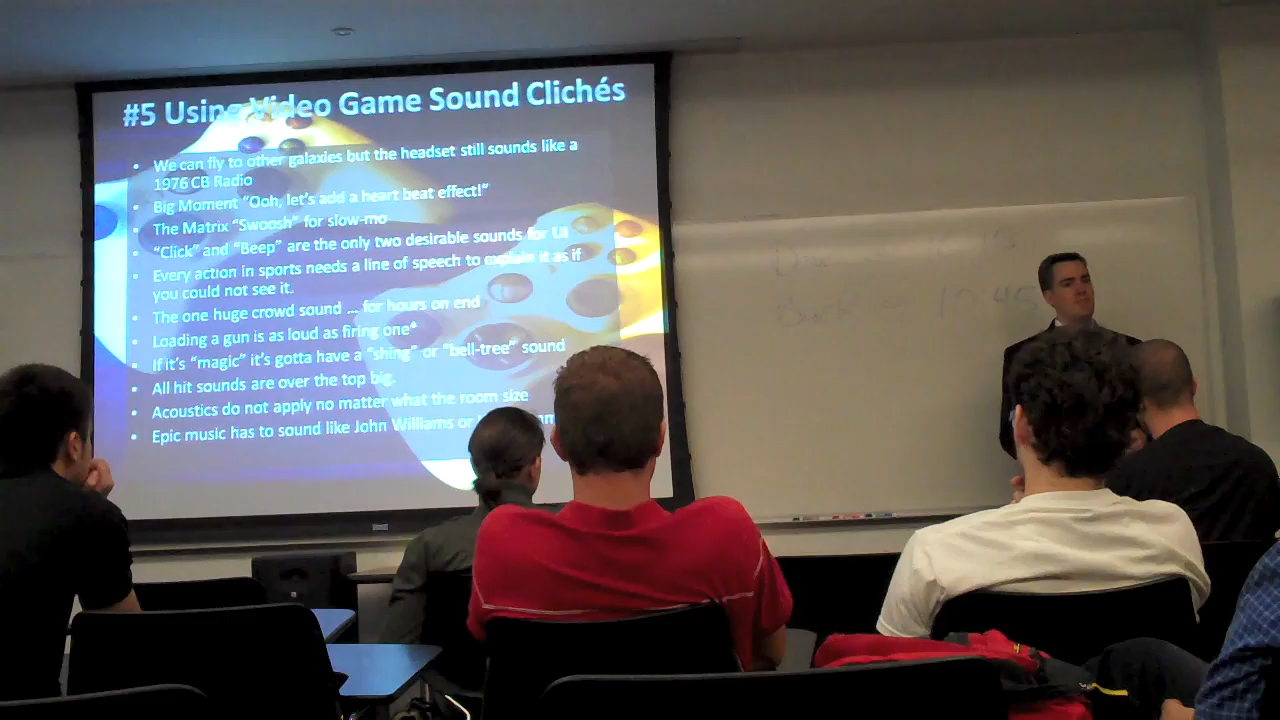 #5 Using Video Game Sound Clichés
• We can fly to other galaxies but the headset still sounds like a
1976 CB Radio
• Big Moment “Ooh, let’s add a heart beat effect!”
• The Matrix “Swoosh” for slow-mo
• “Click” and “Beep” are the only two desirable sounds for UI
• Every action in sports needs a line of speech to explain it as if
you could not see it.
• The one huge crowd sound ... for hours on end
• Loading a gun is as loud as firing one*
• If it’s “magic” it’s gotta have a “shing” or “bell-tree” sound
• All hit sounds are over the top big.
• Acoustics do not apply no matter what the room size
• Epic music has to sound like John Williams or
Back 10:45